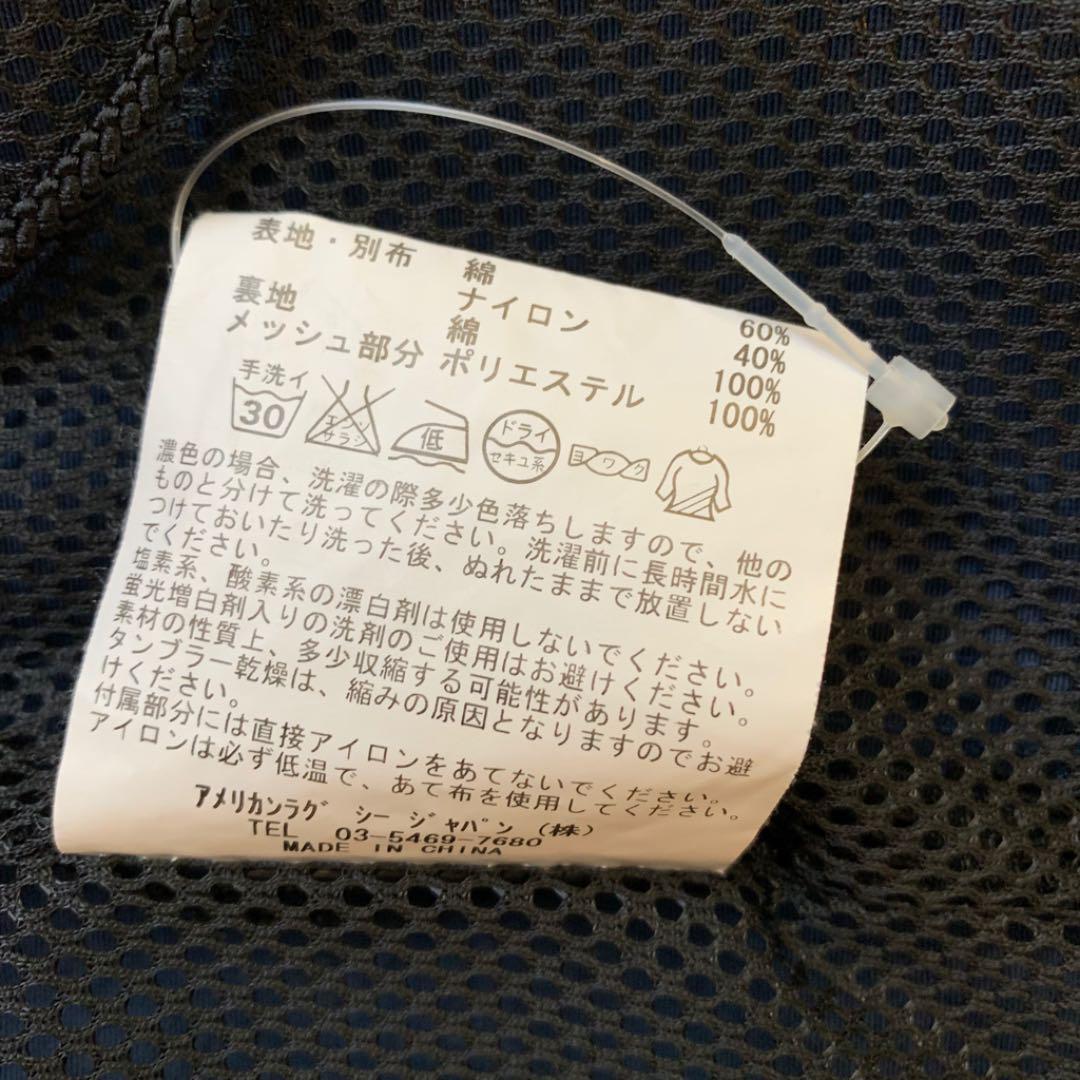 表地・別布 綿 60%
ナイロン 40%
裏地 綿 100%
メッシュ部分 ポリエステル 100%
手洗イ
30
エンソ
サラシ
低
ドライ
セキユ系
ヨワク
濃色の場合、洗濯の際多少色落ちしますので、他の
ものと分けて洗ってください。洗濯前に長時間水に
つけておいたり洗った後、ぬれたままで放置しない
でください。
塩素系、酸素系の漂白剤は使用しないでください。
蛍光増白剤入りの洗剤のご使用はお避けください。
素材の性質上、多少収縮する可能性があります。
タンブラー乾燥は、縮みの原因となりますのでお避
けください。
付属部分には直接アイロンをあてないでください。
アイロンは必ず低温で、あて布を使用してください。
アメリカンラグ シー ジャパン (株)
TEL 03-5469-7680
MADE IN CHINA